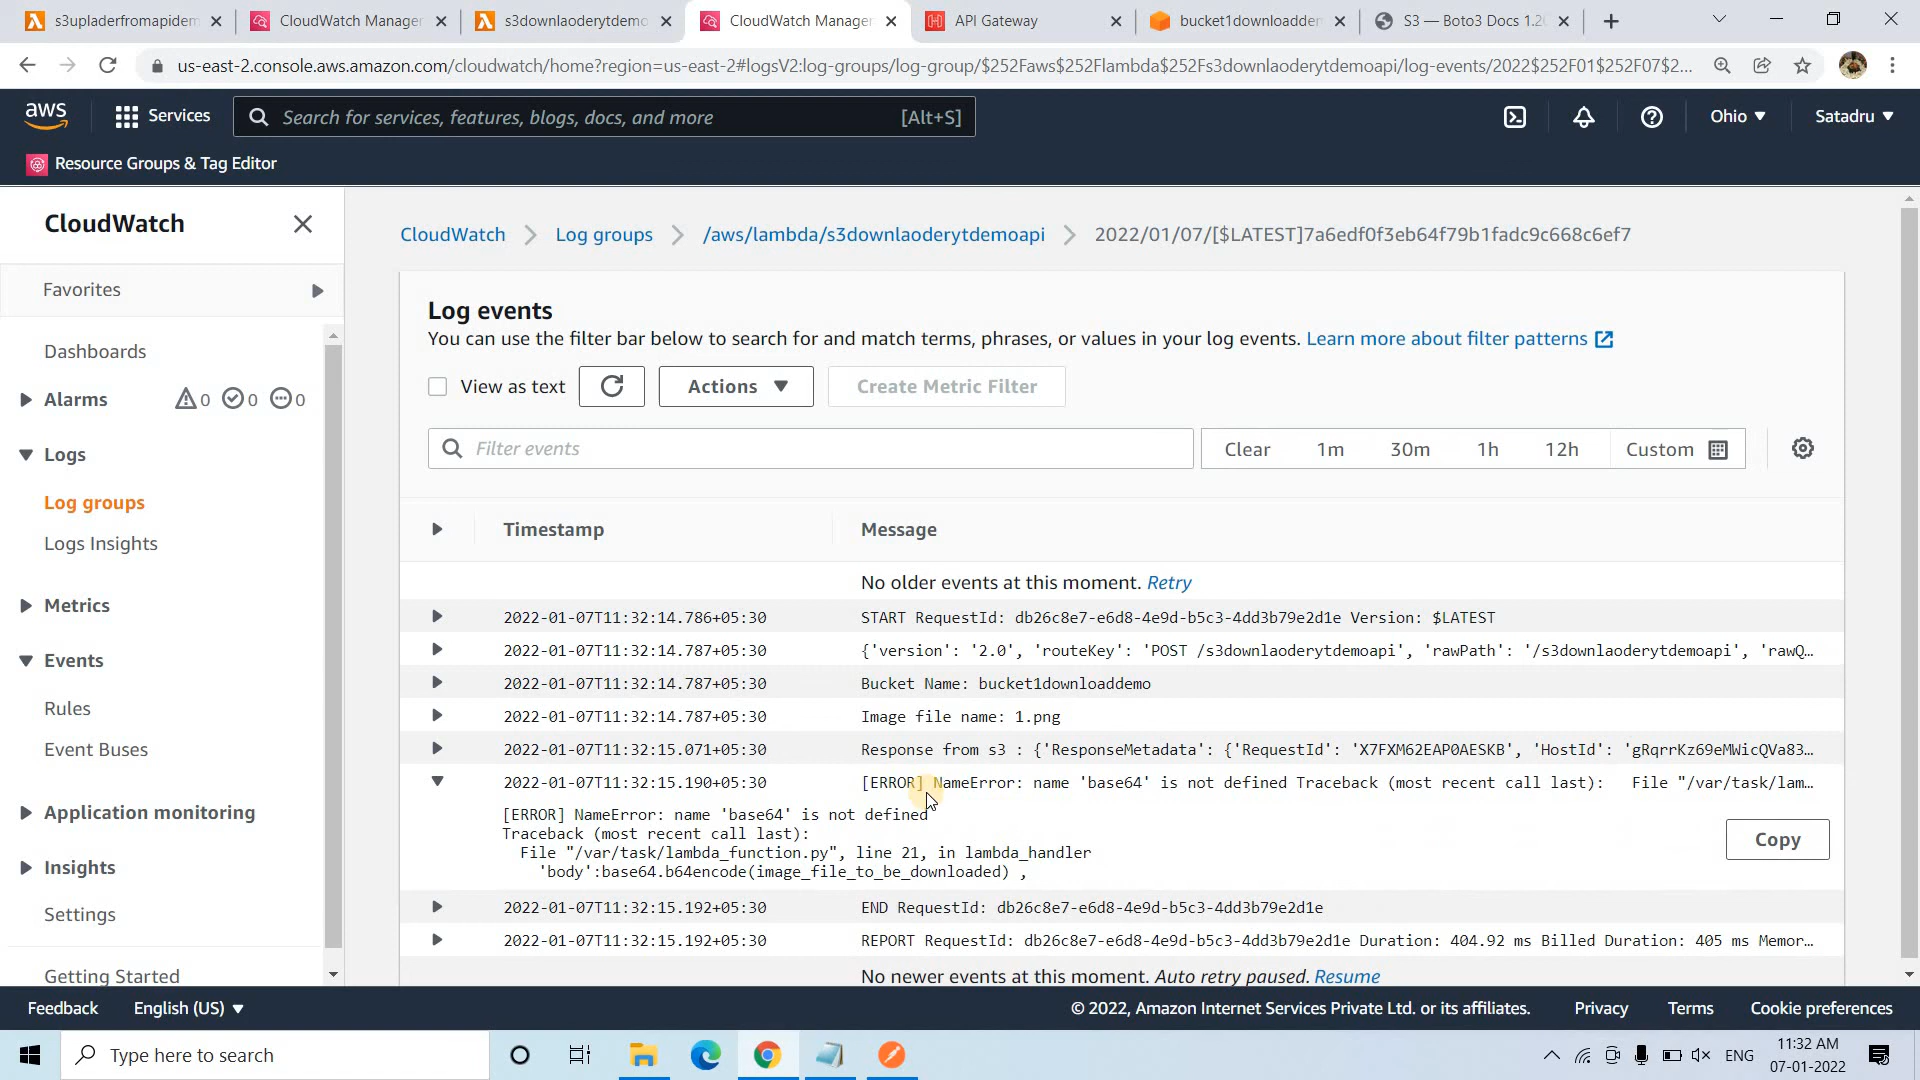 s3upladerfromapidem
CloudWatch Manager
s3downlaoderytdemo
CloudWatch Manager
API Gateway
bucket1downloaddem
S3 — Boto3 Docs 1.20
us-east-2.console.aws.amazon.com/cloudwatch/home?region=us-east-2#logsV2:log-groups/log-group/$252Faws$252Flambda$252Fs3downlaoderytdemoapi/log-events/2022$252F01$252F07$2...
aws
Services
Search for services, features, blogs, docs, and more
[Alt+S]
Ohio
Satadru
Resource Groups & Tag Editor
CloudWatch
Favorites
Dashboards
Alarms
0
0
0
Logs
Log groups
Logs Insights
Metrics
Events
Rules
Event Buses
Application monitoring
Insights
Settings
Getting Started
CloudWatch
Log groups
/aws/lambda/s3downlaoderytdemoapi
2022/01/07/[$LATEST]7a6edf0f3eb64f79b1fadc9c668c6ef7
Log events
You can use the filter bar below to search for and match terms, phrases, or values in your log events. Learn more about filter patterns
View as text
Actions
Create Metric Filter
Filter events
Clear
1m
30m
1h
12h
Custom
Timestamp
Message
No older events at this moment. Retry
2022-01-07T11:32:14.786+05:30 START RequestId: db26c8e7-e6d8-4e9d-b5c3-4dd3b79e2d1e Version: $LATEST
2022-01-07T11:32:14.787+05:30 {'version': '2.0', 'routeKey': 'POST /s3downlaoderytdemoapi', 'rawPath': '/s3downlaoderytdemoapi', 'rawQ…
2022-01-07T11:32:14.787+05:30 Bucket Name: bucket1downloaddemo
2022-01-07T11:32:14.787+05:30 Image file name: 1.png
2022-01-07T11:32:15.071+05:30 Response from s3 : {'ResponseMetadata': {'RequestId': 'X7FXM62EAP0AESKB', 'HostId': 'gRqrrKz69eMWicQVa83…
2022-01-07T11:32:15.190+05:30 [ERROR] NameError: name 'base64' is not defined Traceback (most recent call last): File "/var/task/lam…
[ERROR] NameError: name 'base64' is not defined
Traceback (most recent call last):
File "/var/task/lambda_function.py", line 21, in lambda_handler
'body':base64.b64encode(image_file_to_be_downloaded) ,
Copy
2022-01-07T11:32:15.192+05:30 END RequestId: db26c8e7-e6d8-4e9d-b5c3-4dd3b79e2d1e
2022-01-07T11:32:15.192+05:30 REPORT RequestId: db26c8e7-e6d8-4e9d-b5c3-4dd3b79e2d1e Duration: 404.92 ms Billed Duration: 405 ms Memor…
No newer events at this moment. Auto retry paused. Resume
Feedback
English (US)
© 2022, Amazon Internet Services Private Ltd. or its affiliates.
Privacy
Terms
Cookie preferences
Type here to search
ENG
11:32 AM
07-01-2022